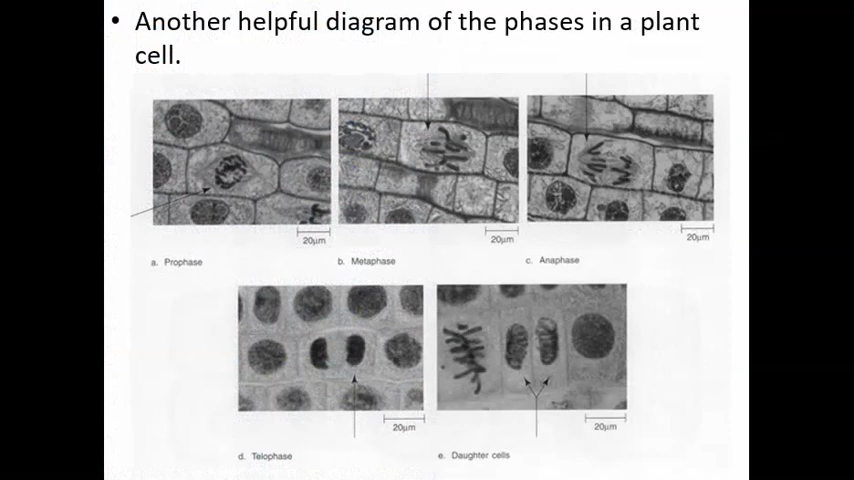 • Another helpful diagram of the phases in a plant
cell.
20µm
20µm
20µm
a. Prophase
b. Metaphase
c. Anaphase
20µm
20µm
d. Telophase
e. Daughter cells